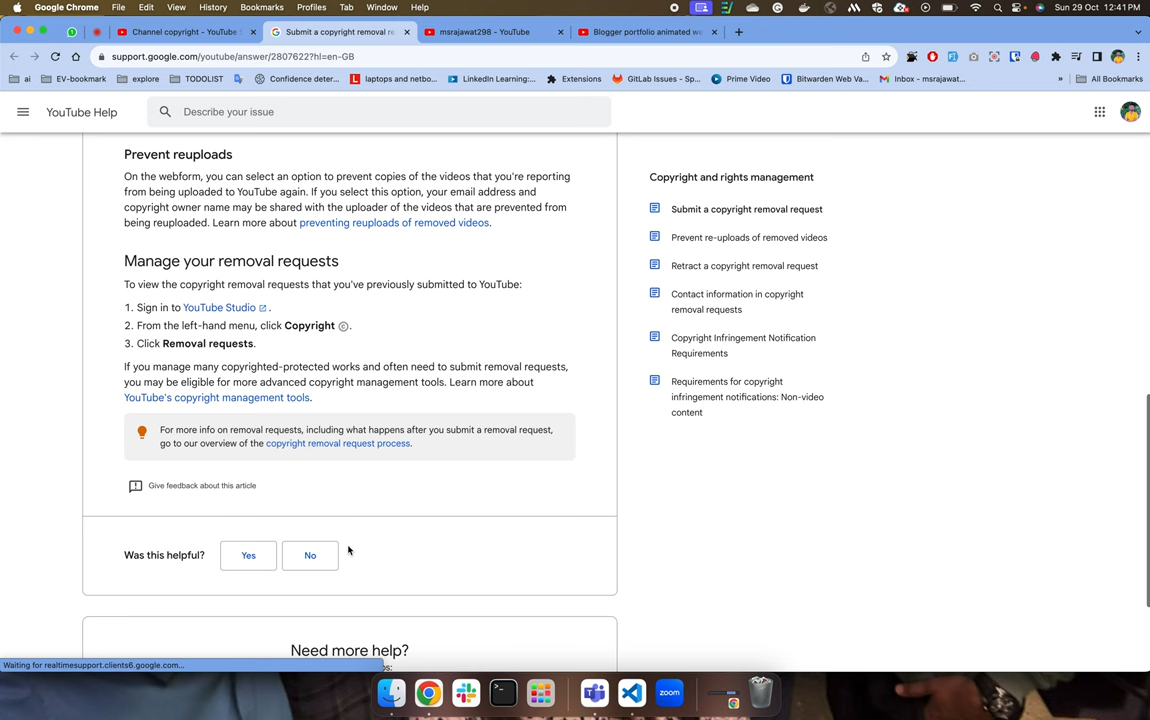 Google Chrome File Edit View History Bookmarks Profiles Tab Window Help Sun 29 Oct 12:41 PM
Channel copyright - YouTube S Submit a copyright removal re msrajawat298 - YouTube Blogger portfolio animated we
support.google.com/youtube/answer/2807622?hl=en-GB
ai EV-bookmark explore TODOLIST Confidence deter... laptops and netbo... LinkedIn Learning:... Extensions GitLab Issues - Sp... Prime Video Bitwarden Web Va... Inbox - msrajawat... » All Bookmarks
YouTube Help Describe your issue
Prevent reuploads
On the webform, you can select an option to prevent copies of the videos that you're reporting
from being uploaded to YouTube again. If you select this option, your email address and
copyright owner name may be shared with the uploader of the videos that are prevented from
being reuploaded. Learn more about preventing reuploads of removed videos.
Manage your removal requests
To view the copyright removal requests that you've previously submitted to YouTube:
1. Sign in to YouTube Studio .
2. From the left-hand menu, click Copyright ©.
3. Click Removal requests.
If you manage many copyrighted-protected works and often need to submit removal requests,
you may be eligible for more advanced copyright management tools. Learn more about
YouTube's copyright management tools.
For more info on removal requests, including what happens after you submit a removal request,
go to our overview of the copyright removal request process.
Give feedback about this article
Was this helpful? Yes No
Need more help?
Copyright and rights management
Submit a copyright removal request
Prevent re-uploads of removed videos
Retract a copyright removal request
Contact information in copyright
removal requests
Copyright Infringement Notification
Requirements
Requirements for copyright
infringement notifications: Non-video
content
Waiting for realtimesupport.clients6.google.com...
zoom